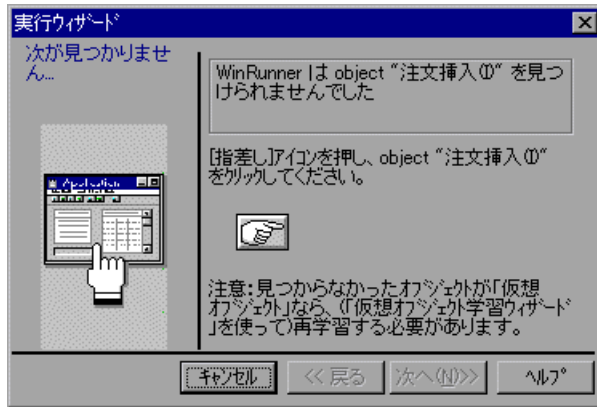 実行ウィザード
次が見つかりませ
ん...
WinRunner は object “注文挿入①“ を見つ
けられませんでした
[指差し]アイコンを押し、object “注文挿入①“
をクリックしてください。
Application
注意:見つからなかったオブジェクトが「仮想
オブジェクト」なら、(「仮想オブジェクト学習ウィザード
」を使って)再学習する必要があります。
キャンセル
<< 戻る
次へ(N)>>
ヘルプ